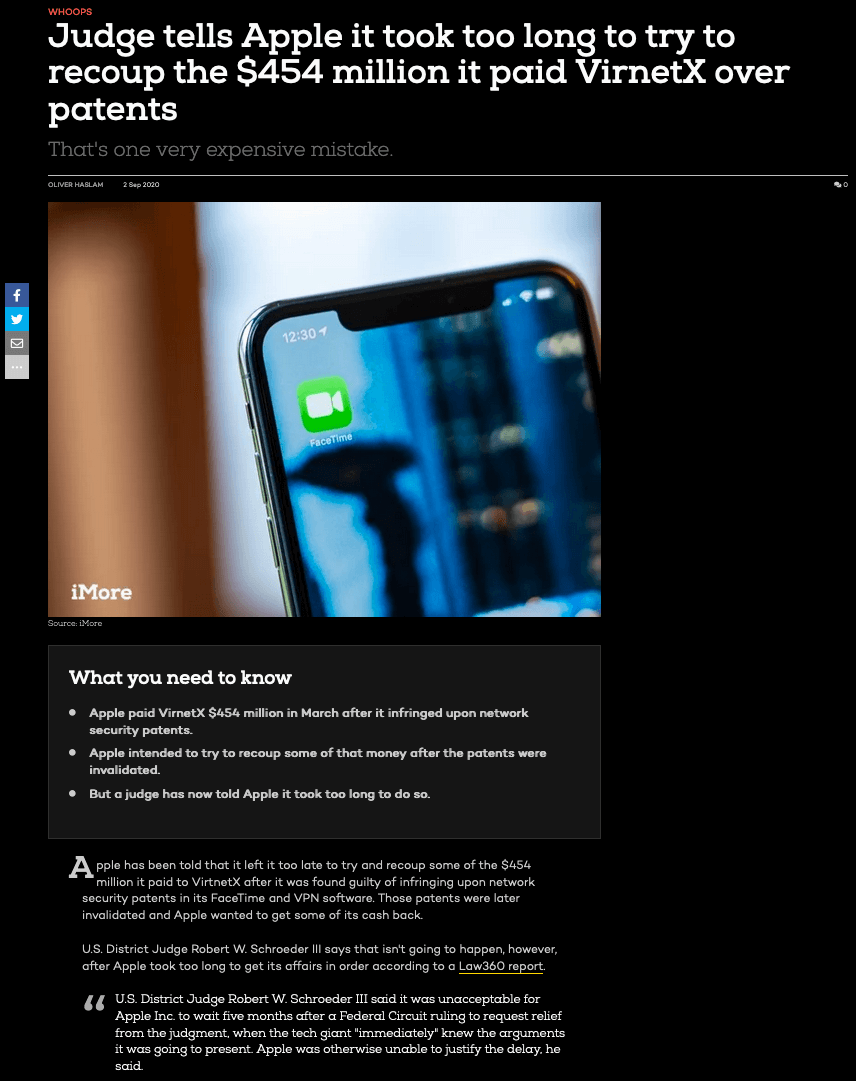 WHOOPS
Judge tells Apple it took too long to try to
recoup the $454 million it paid VirnetX over
patents
That's one very expensive mistake.
OLIVER HASLAM 2 Sep 2020 0
12:30
FaceTime
iMore
Source: iMore
What you need to know
Apple paid VirnetX $454 million in March after it infringed upon network
security patents.
Apple intended to try to recoup some of that money after the patents were
invalidated.
But a judge has now told Apple it took too long to do so.
Apple has been told that it left it too late to try and recoup some of the $454
million it paid to VirtnetX after it was found guilty of infringing upon network
security patents in its FaceTime and VPN software. Those patents were later
invalidated and Apple wanted to get some of its cash back.
U.S. District Judge Robert W. Schroeder III says that isn't going to happen, however,
after Apple took too long to get its affairs in order according to a Law360 report.
“ U.S. District Judge Robert W. Schroeder III said it was unacceptable for
Apple Inc. to wait five months after a Federal Circuit ruling to request relief
from the judgment, when the tech giant "immediately" knew the arguments
it was going to present. Apple was otherwise unable to justify the delay, he
said.